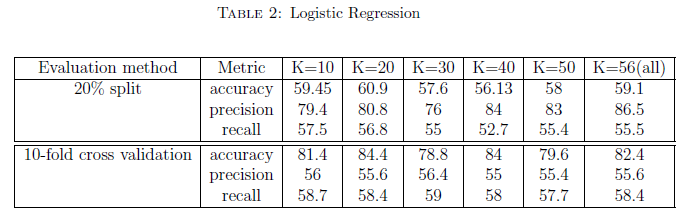 TABLE 2: Logistic Regression
Evaluation method Metric K=10 K=20 K=30 K=40 K=50 K=56(all)
20% split accuracy 59.45 60.9 57.6 56.13 58 59.1
precision 79.4 80.8 76 84 83 86.5
recall 57.5 56.8 55 52.7 55.4 55.5
10-fold cross validation accuracy 81.4 84.4 78.8 84 79.6 82.4
precision 56 55.6 56.4 55 55.4 55.6
recall 58.7 58.4 59 58 57.7 58.4